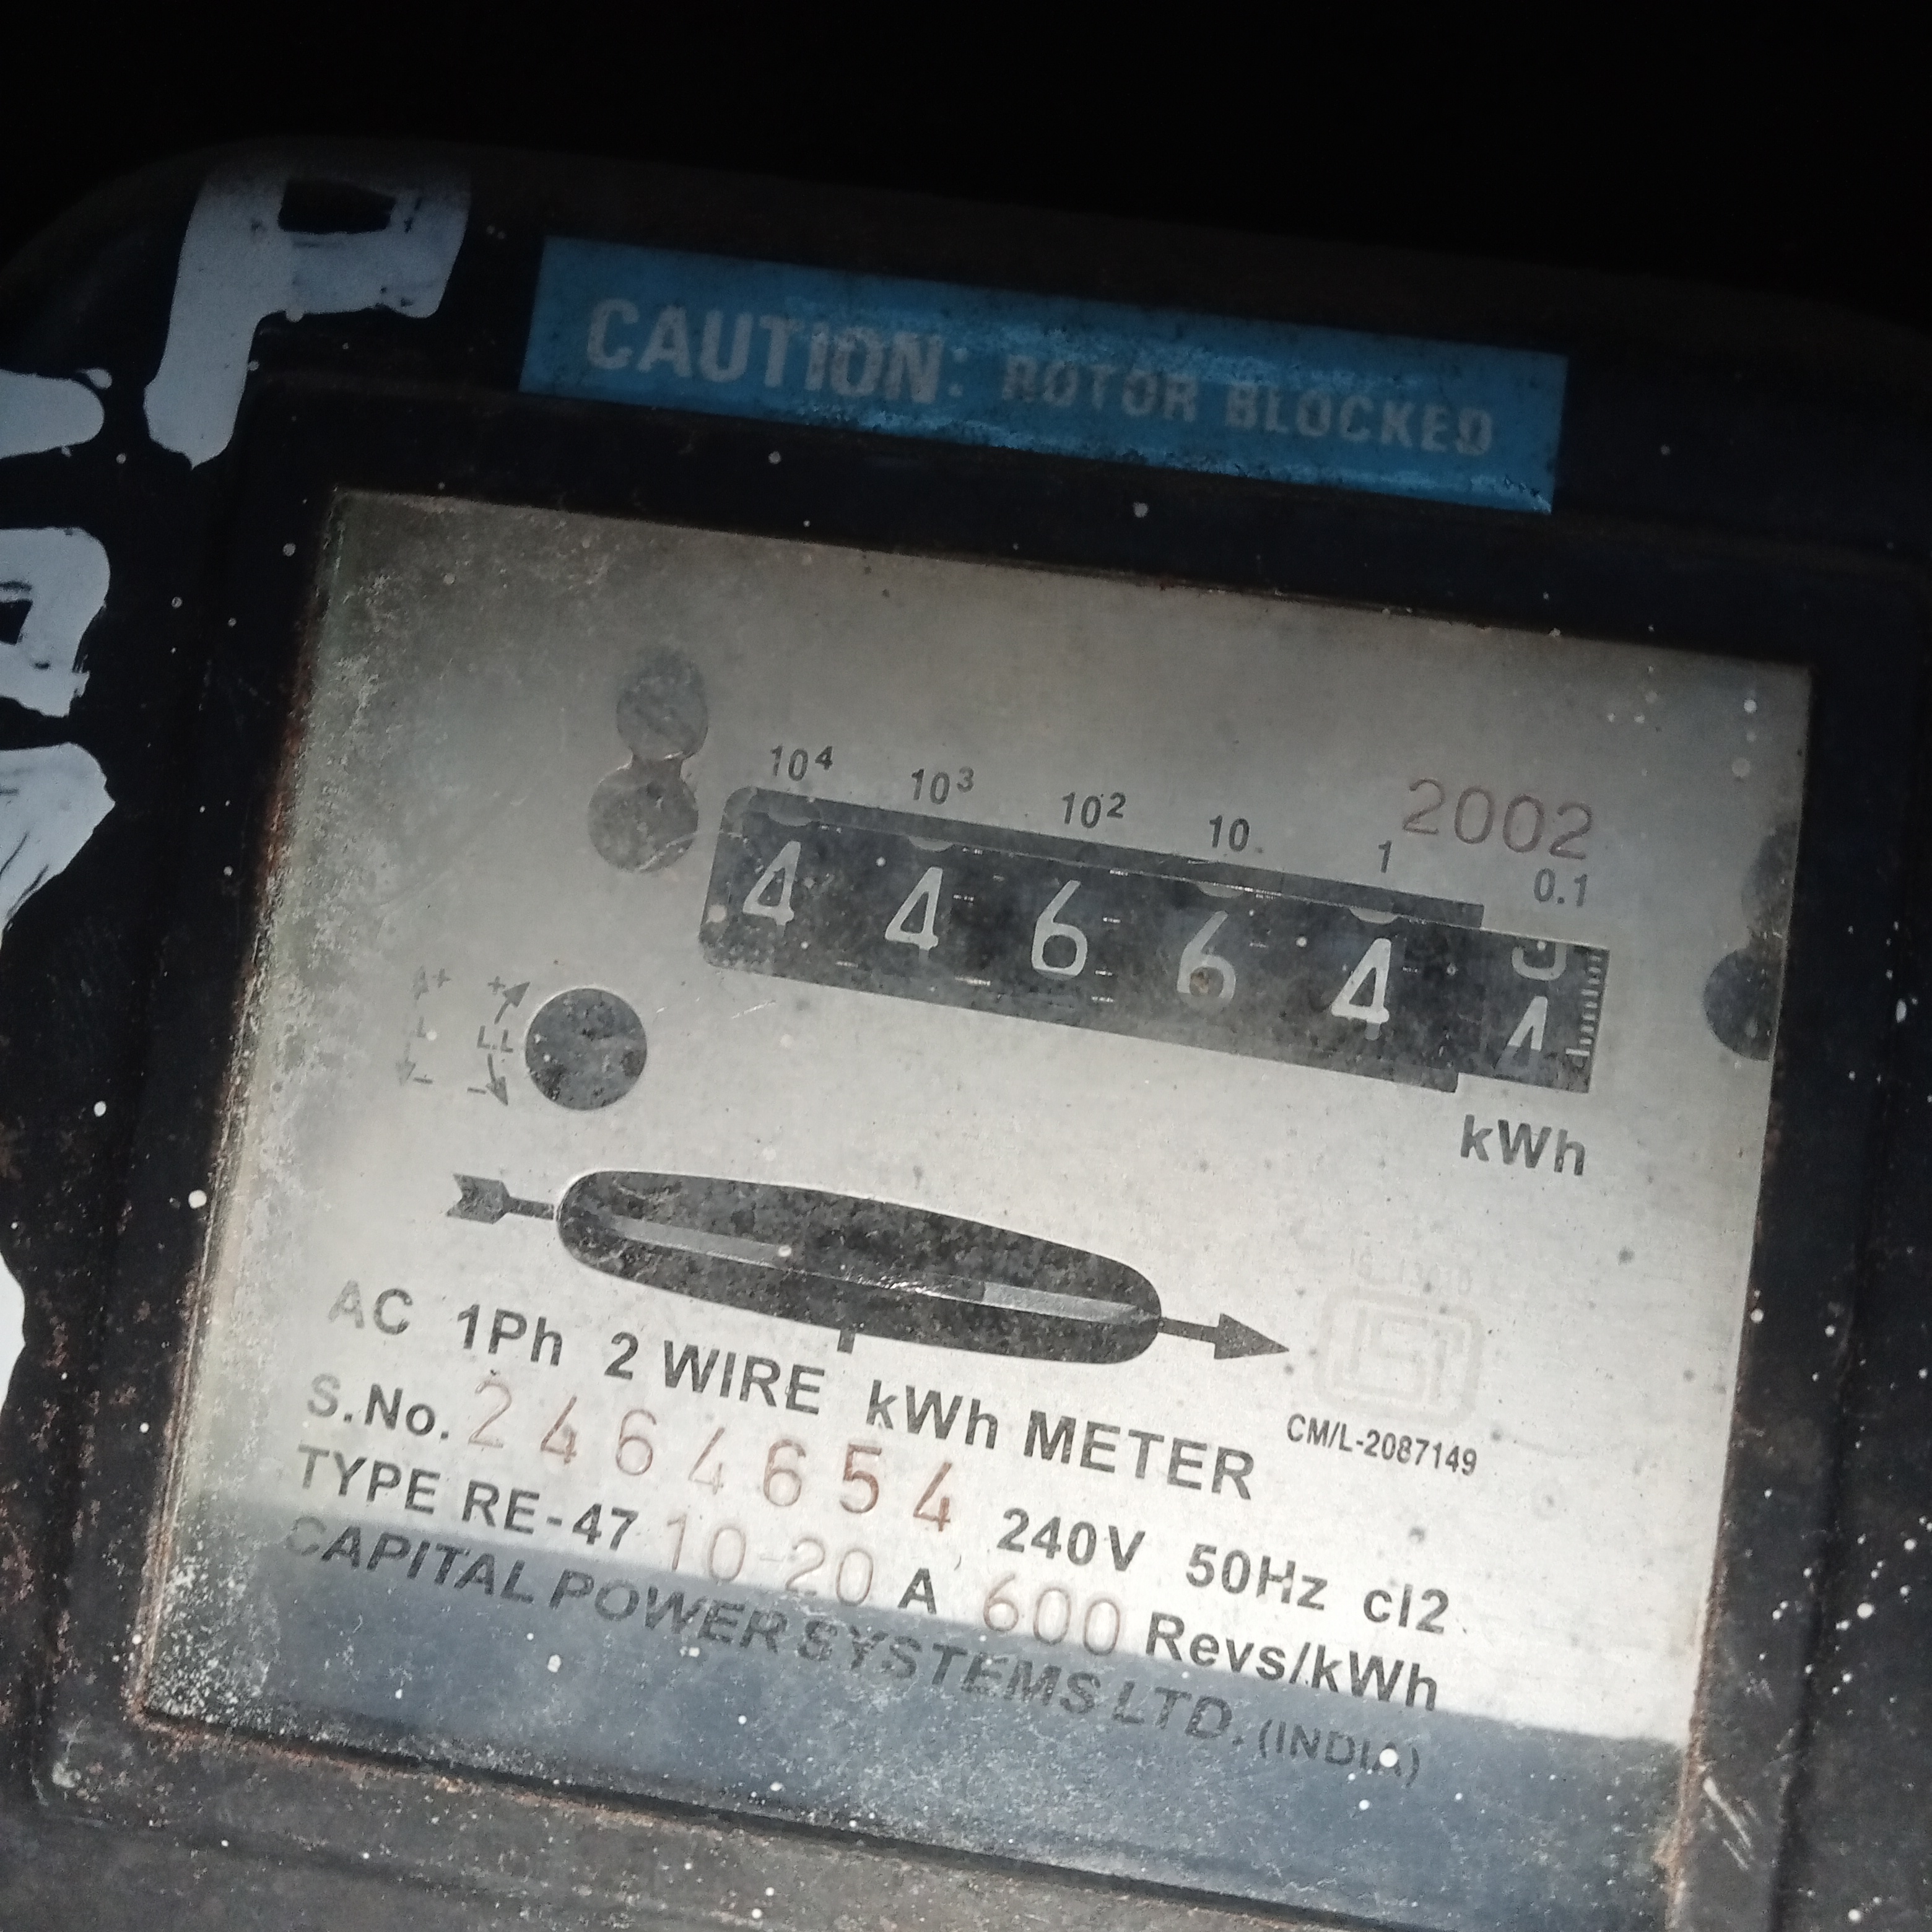 CAUTION: ROTOR BLOCKED
2002
10⁴ 10³ 10² 10 1 0.1
4 4 6 6 4 4
kWh
AC 1Ph 2 WIRE kWh METER
CM/L-2087149
S.No. 2464654 240V 50Hz cl2
TYPE RE-47 10-20 A 600 Revs/kWh
CAPITAL POWER SYSTEMS LTD. (INDIA)